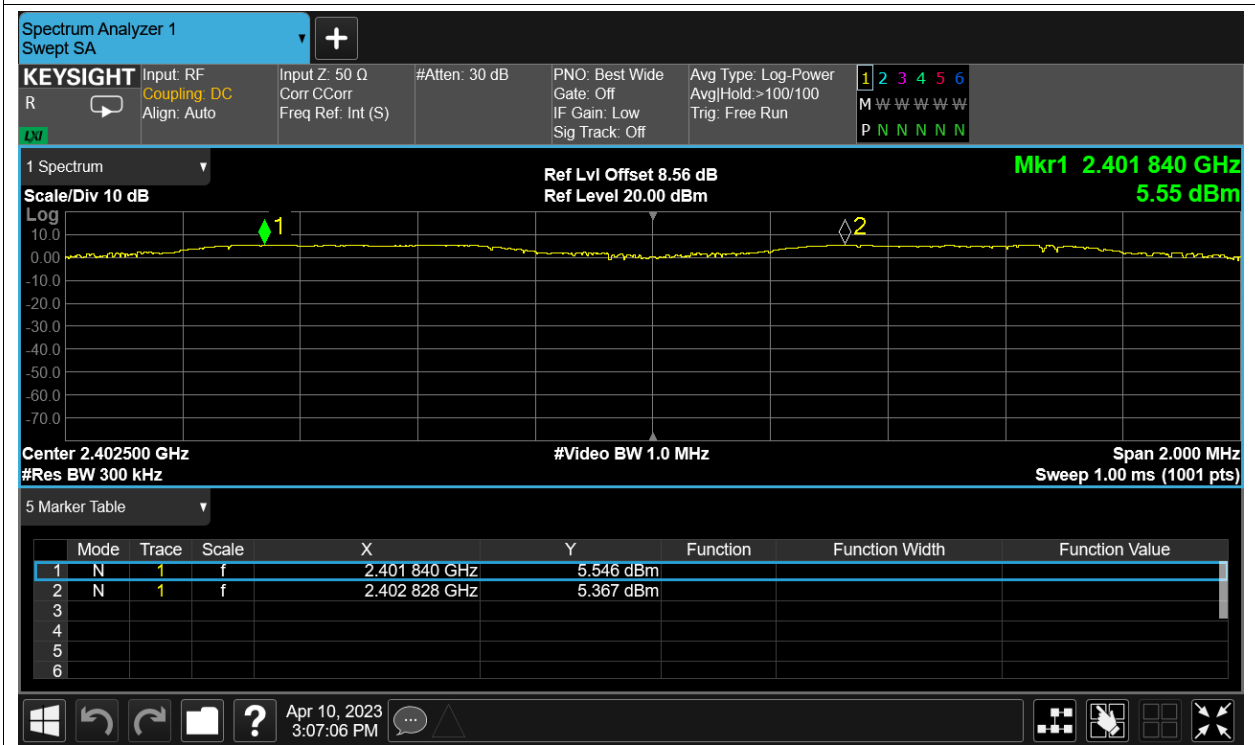 Spectrum Analyzer 1
Swept SA
KEYSIGHT Input: RF Input Z: 50 Ω #Atten: 30 dB PNO: Best Wide Avg Type: Log-Power 1 2 3 4 5 6
R Coupling: DC Corr CCorr Gate: Off Avg|Hold:>100/100 M W W W W W
Align: Auto Freq Ref: Int (S) IF Gain: Low Trig: Free Run
LXI Sig Track: Off P N N N N N
1 Spectrum Ref Lvl Offset 8.56 dB Mkr1 2.401 840 GHz
Scale/Div 10 dB Ref Level 20.00 dBm 5.55 dBm
Log
1 2
10.0
0.00
-10.0
-20.0
-30.0
-40.0
-50.0
-60.0
-70.0
Center 2.402500 GHz #Video BW 1.0 MHz Span 2.000 MHz
#Res BW 300 kHz Sweep 1.00 ms (1001 pts)
5 Marker Table
Mode Trace Scale X Y Function Function Width Function Value
1 N 1 f 2.401 840 GHz 5.546 dBm
2 N 1 f 2.402 828 GHz 5.367 dBm
3
4
5
6
? Apr 10, 2023
3:07:06 PM